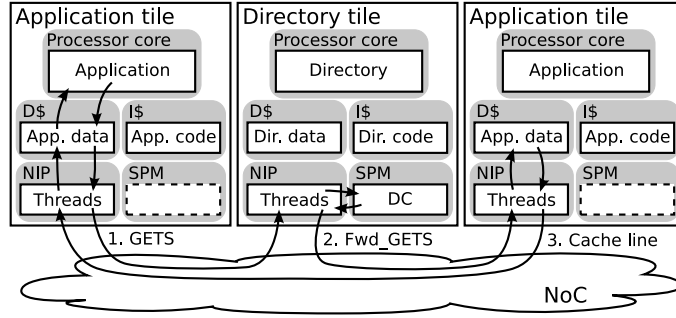 Application tile
Processor core
Application
D$
I$
App. data
App. code
NIP
SPM
Threads
Directory tile
Processor core
Directory
D$
I$
Dir. data
Dir. code
NIP
SPM
Threads
DC
Application tile
Processor core
Application
D$
I$
App. data
App. code
NIP
SPM
Threads
1. GETS
2. Fwd_GETS
3. Cache line
NoC